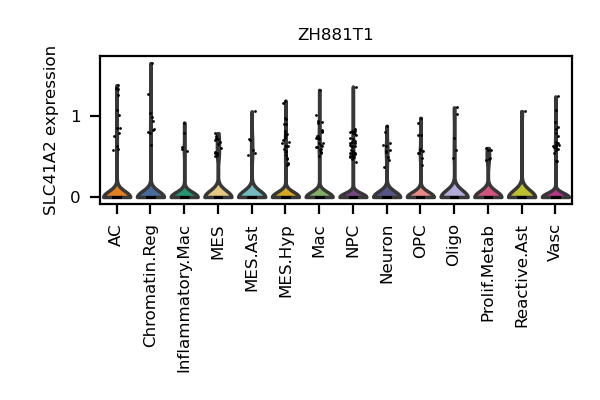 ZH881T1
SLC41A2 expression
1
0
AC
Chromatin.Reg
Inflammatory.Mac
MES
MES.Ast
MES.Hyp
Mac
NPC
Neuron
OPC
Oligo
Prolif.Metab
Reactive.Ast
Vasc